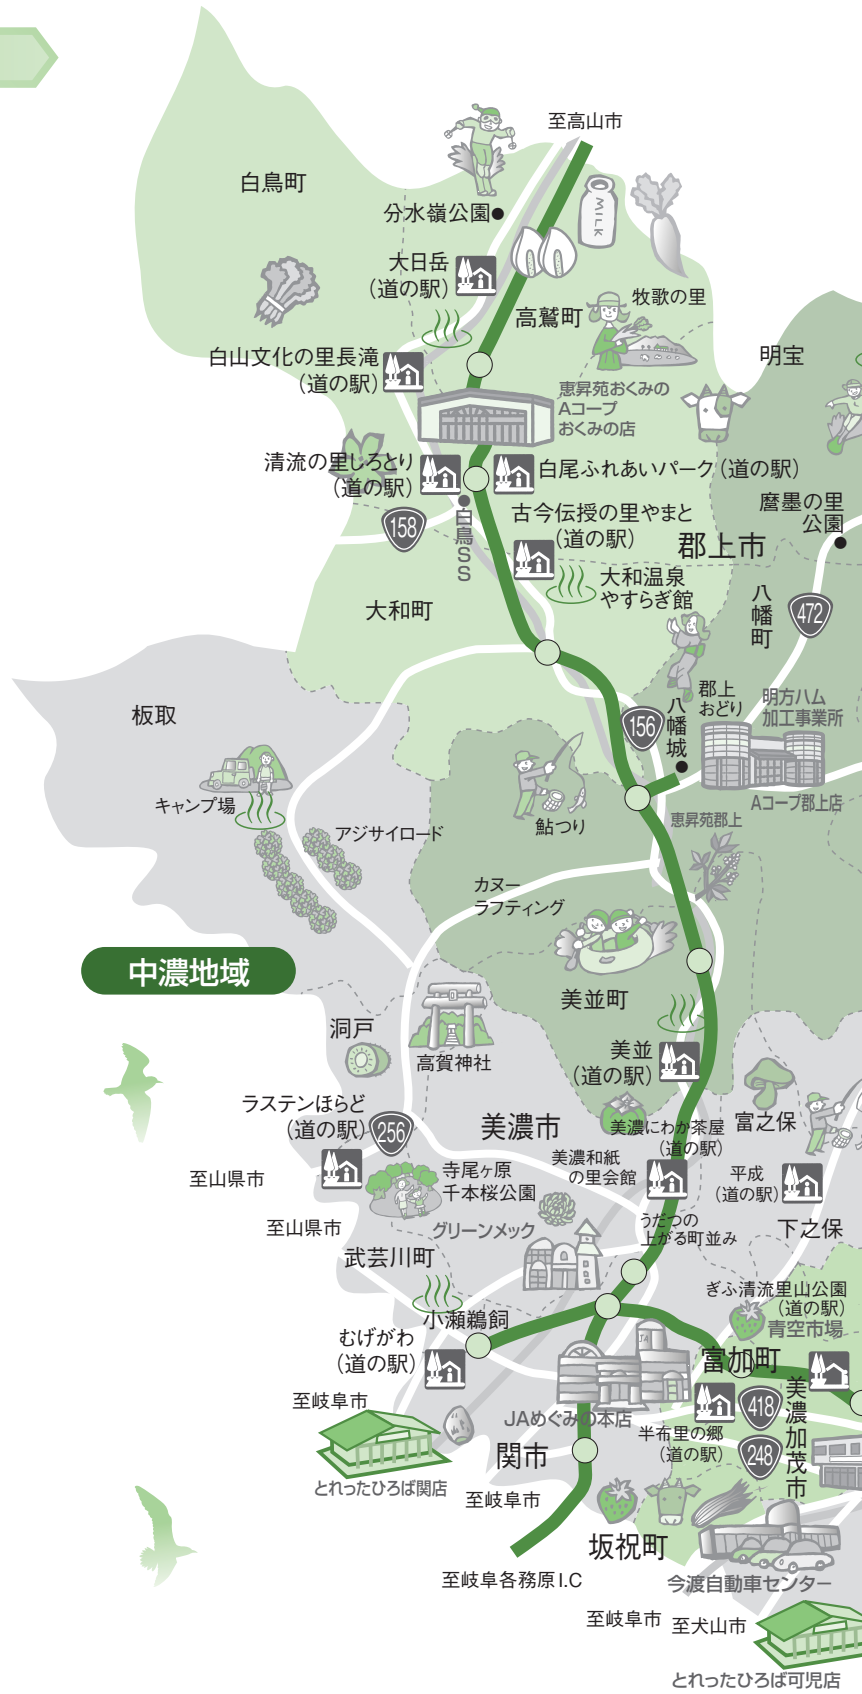 至高山市
白鳥町
分水嶺公園
MILK
大日岳
(道の駅)
高鷲町
牧歌の里
白山文化の里長滝
(道の駅)
明宝
恵昇苑おくみの
Aコープ
おくみの店
清流の里しろとり
(道の駅)
白尾ふれあいパーク(道の駅)
158
白鳥SS
古今伝授の里やまと
(道の駅)
麿墨の里
公園
郡上市
大和温泉
やすらぎ館
大和町
八幡町
472
板取
郡上
おどり
明方ハム
加工事業所
156
八幡城
キャンプ場
アジサイロード
鮎つり
Aコープ郡上店
恵昇苑郡上
カヌー
ラフティング
中濃地域
美並町
洞戸
高賀神社
美並
(道の駅)
ラステンほらど
(道の駅)
256
美濃市
美濃にわか茶屋
(道の駅)
富之保
至山県市
寺尾ヶ原
千本桜公園
美濃和紙
の里会館
平成
(道の駅)
至山県市
グリーンメック
うだつの
上がる町並み
下之保
武芸川町
ぎふ清流里山公園
(道の駅)
青空市場
小瀬鵜飼
むげがわ
(道の駅)
JA
富加町
至岐阜市
JAめぐみの本店
418
美濃加茂市
半布里の郷
(道の駅)
248
関市
とれったひろば関店
至岐阜市
坂祝町
至岐阜各務原I.C
今渡自動車センター
至岐阜市
至犬山市
とれったひろば可児店